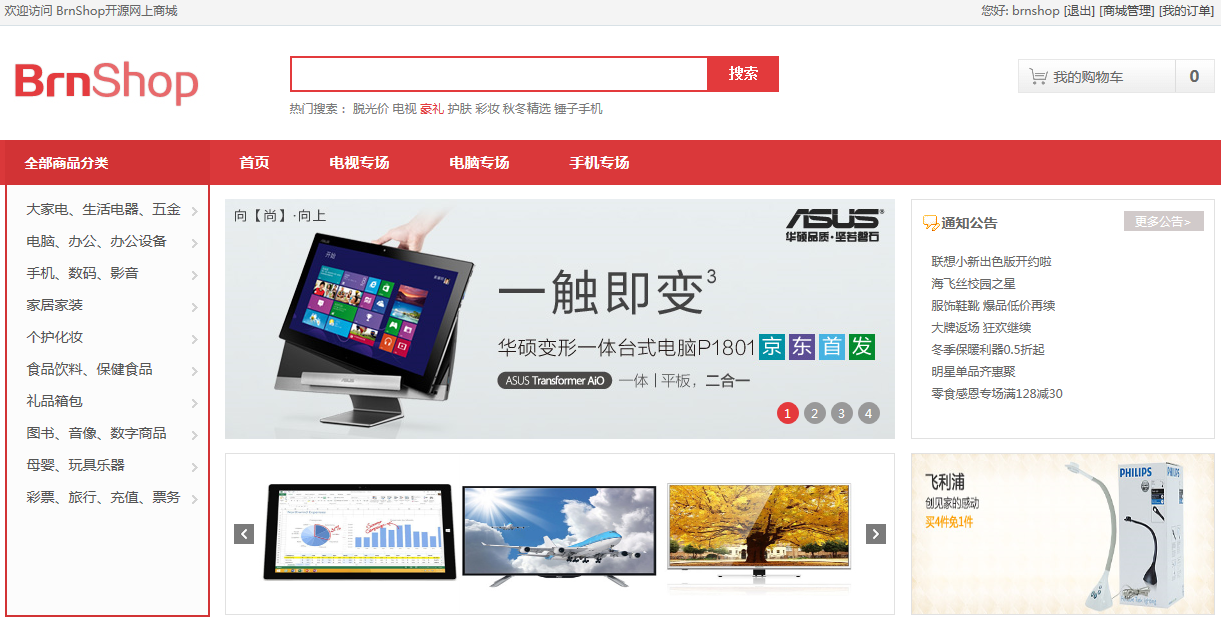 欢迎访问 BrnShop开源网上商城
您好: brnshop [退出] [商城管理] [我的订单]
BrnShop
搜索
我的购物车 0
热门搜索： 脱光价 电视 豪礼 护肤 彩妆 秋冬精选 锤子手机
全部商品分类 首页 电视专场 电脑专场 手机专场
大家电、生活电器、五金
电脑、办公、办公设备
手机、数码、影音
家居家装
个护化妆
食品饮料、保健食品
礼品箱包
图书、音像、数字商品
母婴、玩具乐器
彩票、旅行、充值、票务
向【尚】·向上
ASUS®
华硕品质·坚若磐石
开始
一触即变3
华硕变形一体台式电脑P1801 京东首发
ASUS Transformer AiO 一体 | 平板，二合一
ASUS
1 2 3 4
通知公告 更多公告>
联想小新出色版开约啦
海飞丝校园之星
服饰鞋靴 爆品低价再续
大牌返场 狂欢继续
冬季保暖利器0.5折起
明星单品齐惠聚
零食感恩专场满128减30
飞利浦
创见家的感动
买4件免1件
PHILIPS